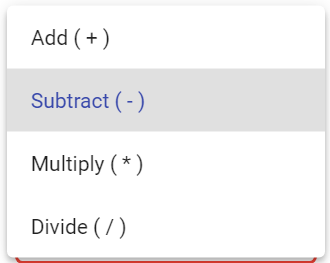 Add ( + )
Subtract ( - )
Multiply ( * )
Divide ( / )